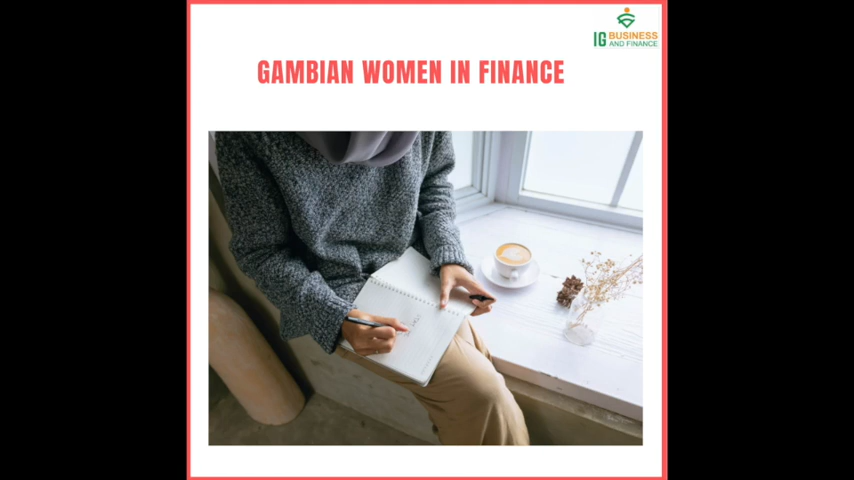 IG BUSINESS
AND FINANCE
GAMBIAN WOMEN IN FINANCE